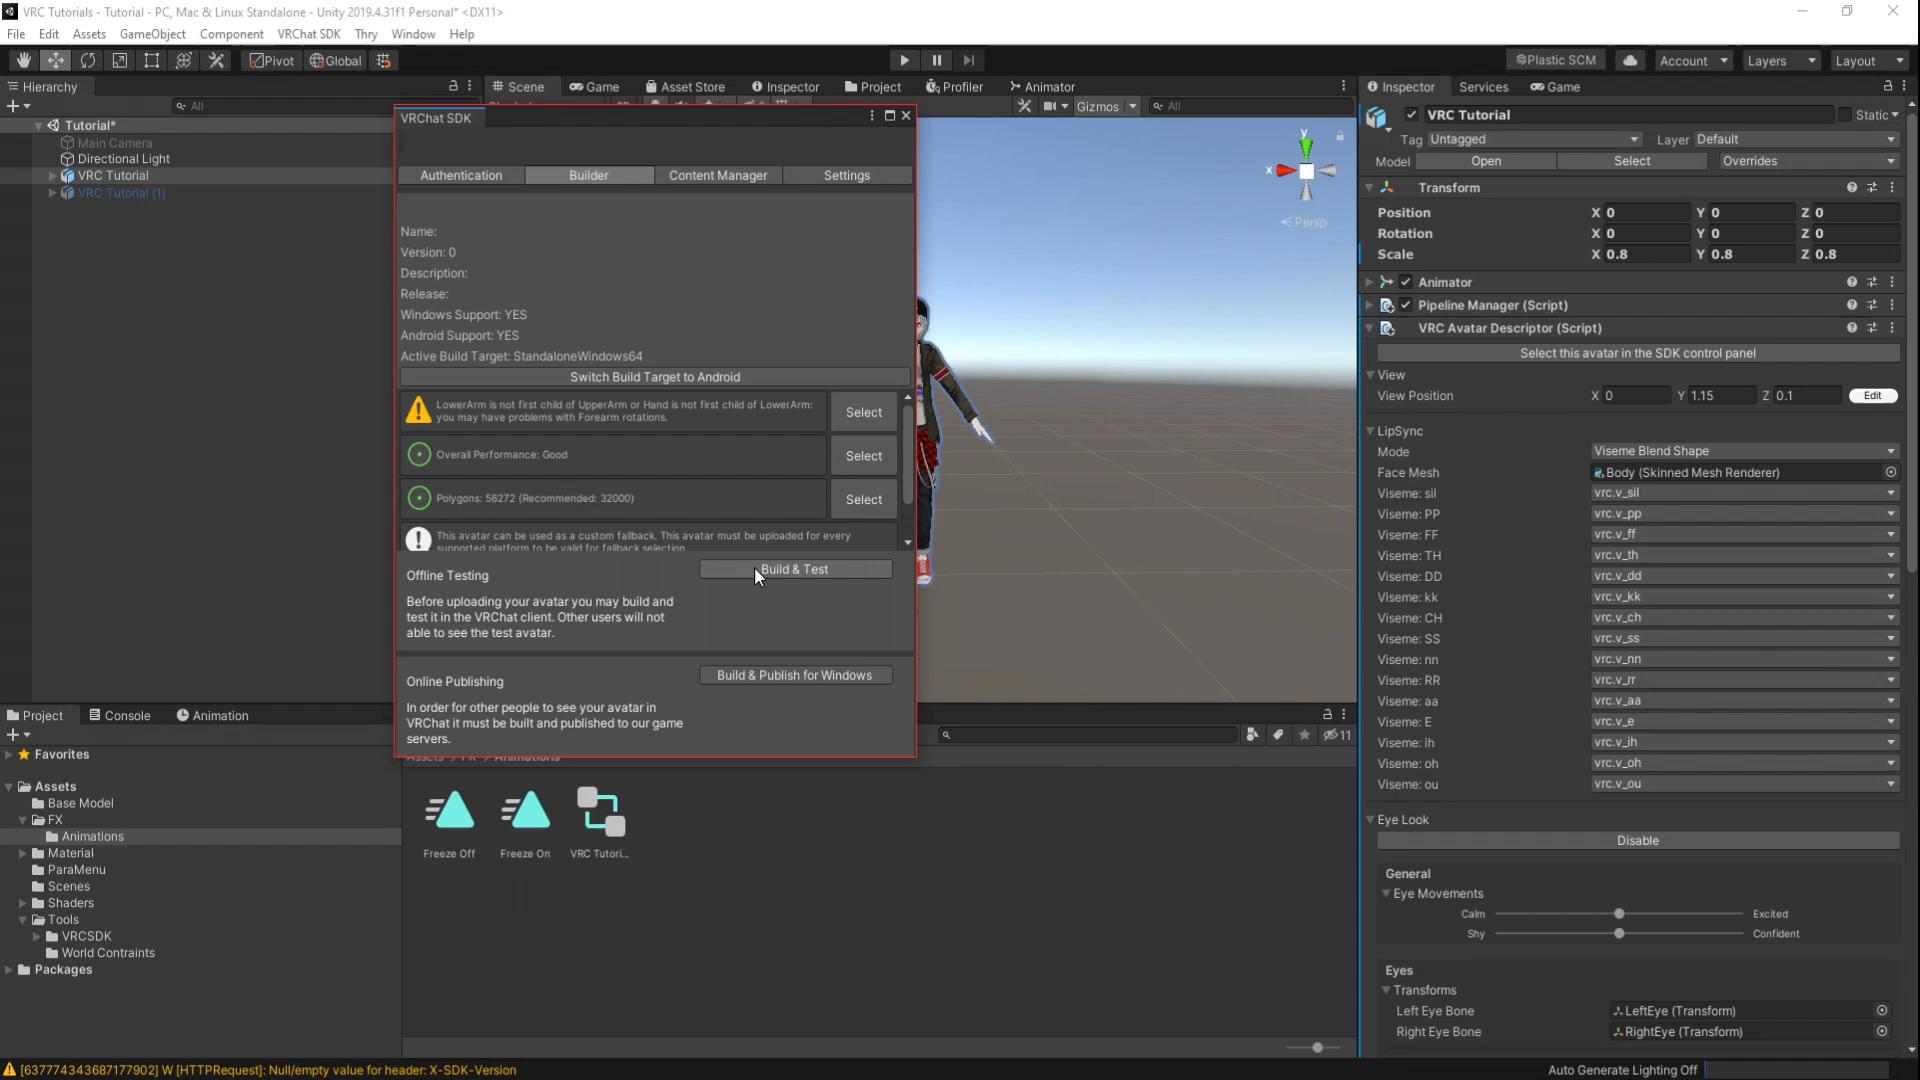 VRC Tutorials - Tutorial - PC, Mac & Linux Standalone - Unity 2019.4.31f1 Personal* <DX11>
File Edit Assets GameObject Component VRChat SDK Thry Window Help
Pivot Global Plastic SCM Account Layers Layout
Hierarchy
All
Tutorial*
Main Camera
Directional Light
VRC Tutorial
VRC Tutorial (1)
Scene Game Asset Store Inspector Project Profiler Animator
Gizmos All
y
x
Persp
VRChat SDK
Authentication Builder Content Manager Settings
Name:
Version: 0
Description:
Release:
Windows Support: YES
Android Support: YES
Active Build Target: StandaloneWindows64
Switch Build Target to Android
LowerArm is not first child of UpperArm or Hand is not first child of LowerArm:
you may have problems with Forearm rotations.
Select
Overall Performance: Good
Select
Polygons: 56272 (Recommended: 32000)
Select
This avatar can be used as a custom fallback. This avatar must be uploaded for every
supported platform to be valid for fallback selection
Offline Testing
Build & Test
Before uploading your avatar you may build and
test it in the VRChat client. Other users will not
able to see the test avatar.
Online Publishing
Build & Publish for Windows
In order for other people to see your avatar in
VRChat it must be built and published to our game
servers.
Inspector Services Game
VRC Tutorial Static
Tag Untagged Layer Default
Model Open Select Overrides
Transform
Position X 0 Y 0 Z 0
Rotation X 0 Y 0 Z 0
Scale X 0.8 Y 0.8 Z 0.8
Animator
Pipeline Manager (Script)
VRC Avatar Descriptor (Script)
Select this avatar in the SDK control panel
View
View Position X 0 Y 1.15 Z 0.1 Edit
LipSync
Mode Viseme Blend Shape
Face Mesh Body (Skinned Mesh Renderer)
Viseme: sil vrc.v_sil
Viseme: PP vrc.v_pp
Viseme: FF vrc.v_ff
Viseme: TH vrc.v_th
Viseme: DD vrc.v_dd
Viseme: kk vrc.v_kk
Viseme: CH vrc.v_ch
Viseme: SS vrc.v_ss
Viseme: nn vrc.v_nn
Viseme: RR vrc.v_rr
Viseme: aa vrc.v_aa
Viseme: E vrc.v_e
Viseme: ih vrc.v_ih
Viseme: oh vrc.v_oh
Viseme: ou vrc.v_ou
Eye Look
Disable
General
Eye Movements
Calm Excited
Shy Confident
Eyes
Transforms
Left Eye Bone LeftEye (Transform)
Right Eye Bone RightEye (Transform)
Project Console Animation
11
Favorites
Assets
Base Model
FX
Animations
Material
ParaMenu
Scenes
Shaders
Tools
VRCSDK
World Constraints
Packages
Assets > FX > Animations
Freeze Off Freeze On VRC Tutori...
[637774343687177902] W [HTTPRequest]: Null/empty value for header: X-SDK-Version
Auto Generate Lighting Off